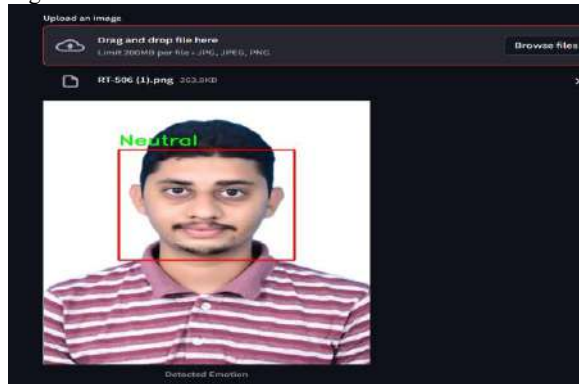 Upload an image
Drag and drop file here
Limit 200MB per file • JPG, JPEG, PNG
Browse files
RT-506 (1).png
Neutral
Detected Emotion